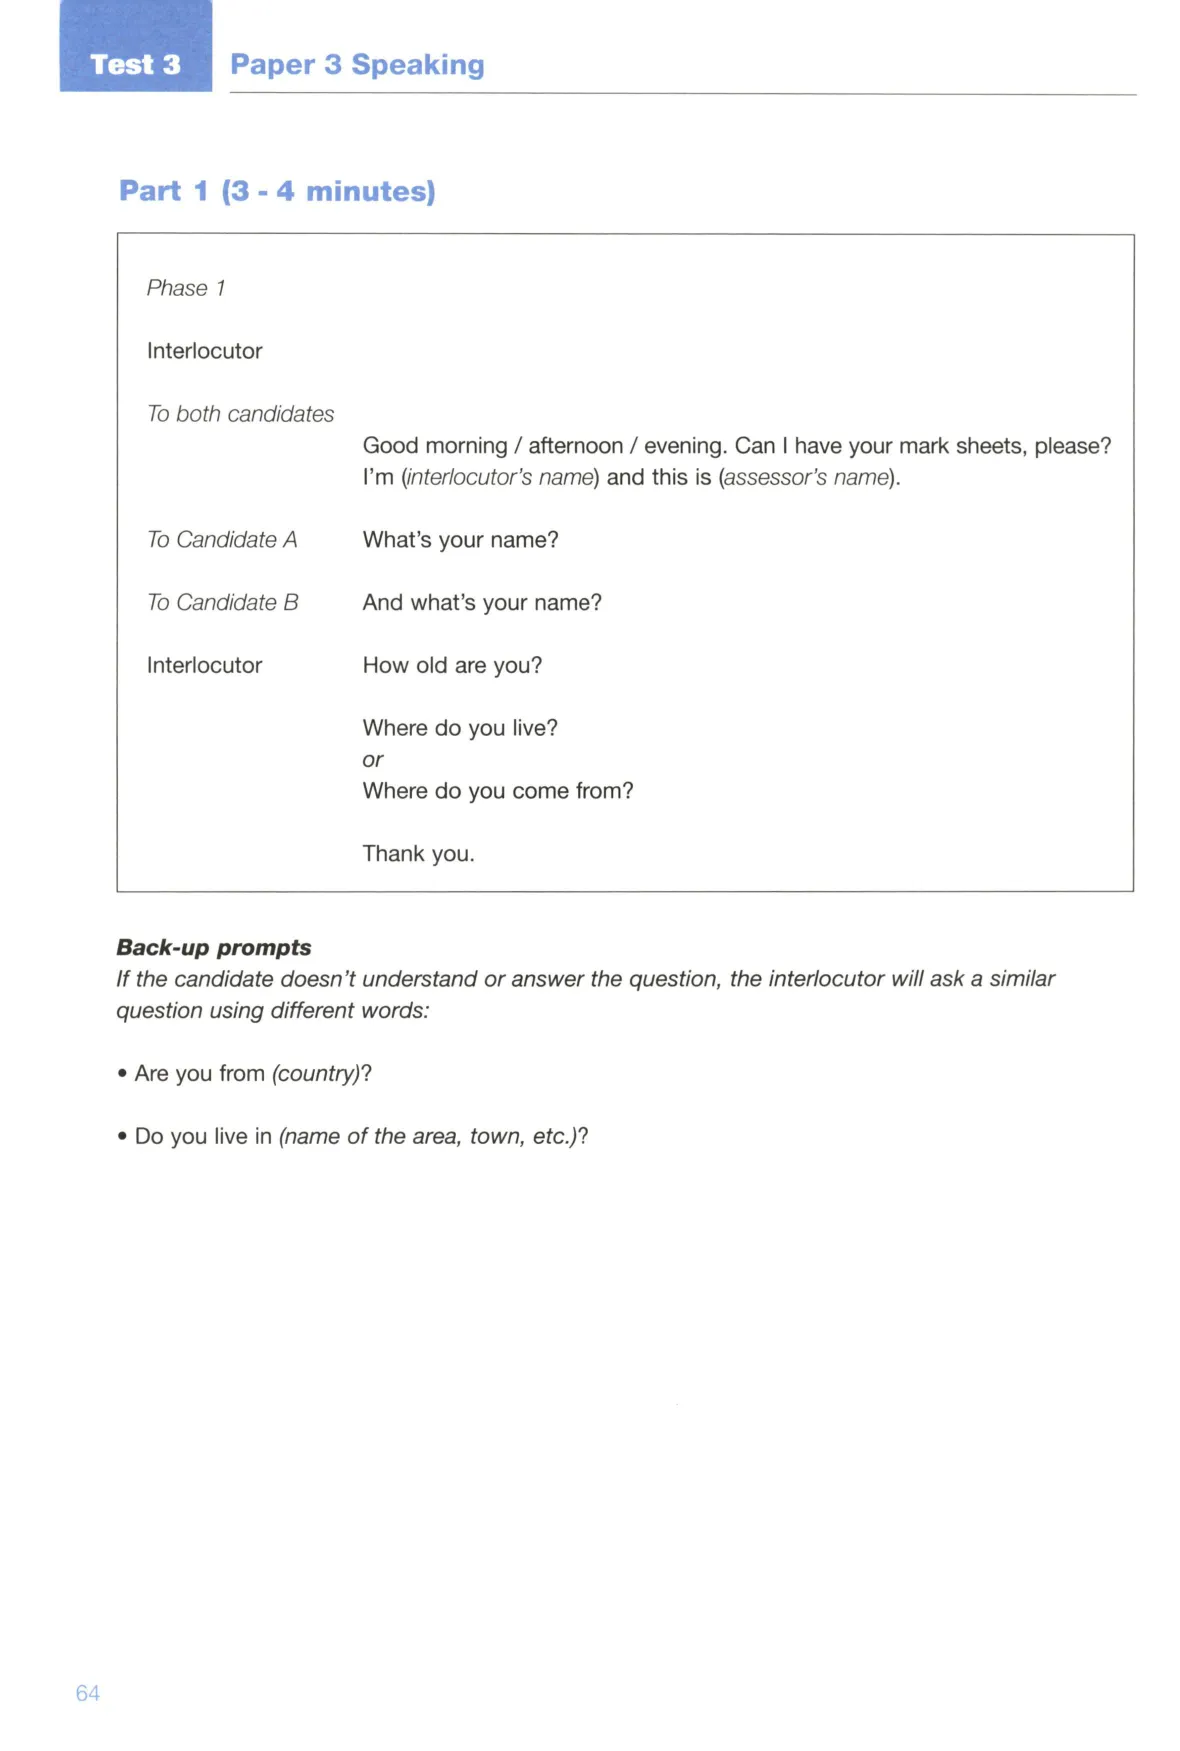 Test 3 Paper 3 Speaking
Part 1 (3 - 4 minutes)
Phase 1
Interlocutor
To both candidates
Good morning / afternoon / evening. Can I have your mark sheets, please?
I'm (interlocutor's name) and this is (assessor's name).
To Candidate A What's your name?
To Candidate B And what's your name?
Interlocutor How old are you?
Where do you live?
or
Where do you come from?
Thank you.
Back-up prompts
If the candidate doesn't understand or answer the question, the interlocutor will ask a similar
question using different words:
• Are you from (country)?
• Do you live in (name of the area, town, etc.)?
64